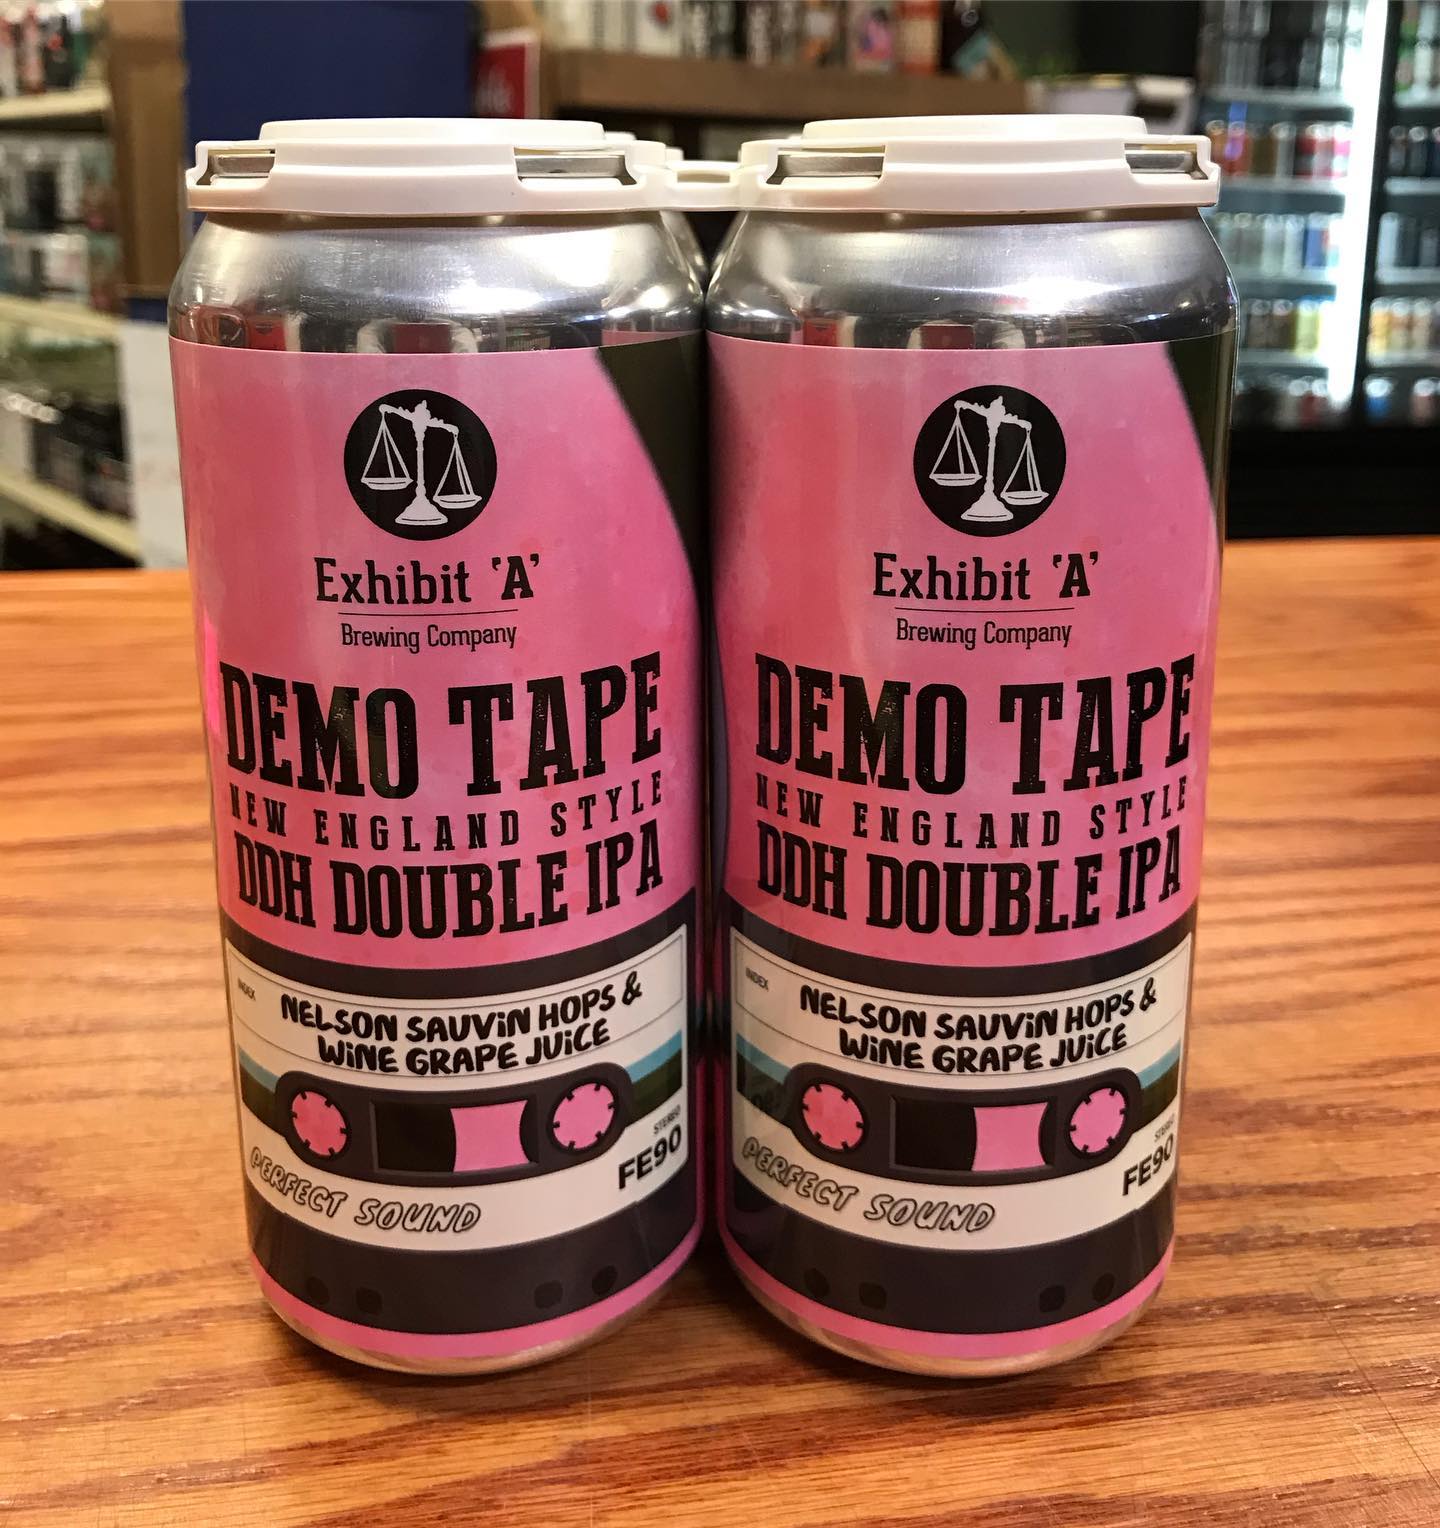 Exhibit 'A'
Brewing Company
DEMO TAPE
NEW ENGLAND STYLE
DDH DOUBLE IPA
INDEX
NELSON SAUVIN HOPS &
WINE GRAPE JUICE
STEREO
FE90
PERFECT SOUND
Exhibit 'A'
Brewing Company
DEMO TAPE
NEW ENGLAND STYLE
DDH DOUBLE IPA
INDEX
NELSON SAUVIN HOPS &
WINE GRAPE JUICE
STEREO
FE90
PERFECT SOUND